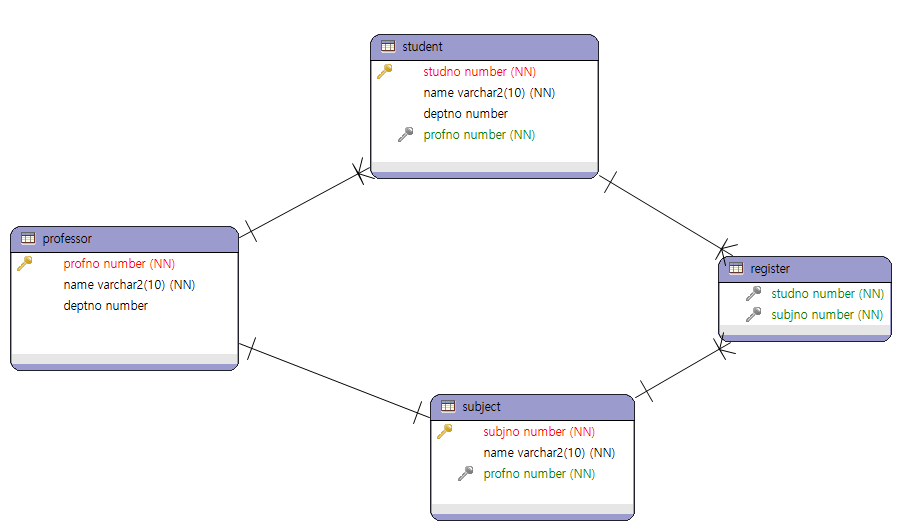 student
studno number (NN)
name varchar2(10) (NN)
deptno number
profno number (NN)
professor
profno number (NN)
name varchar2(10) (NN)
deptno number
register
studno number (NN)
subjno number (NN)
subject
subjno number (NN)
name varchar2(10) (NN)
profno number (NN)